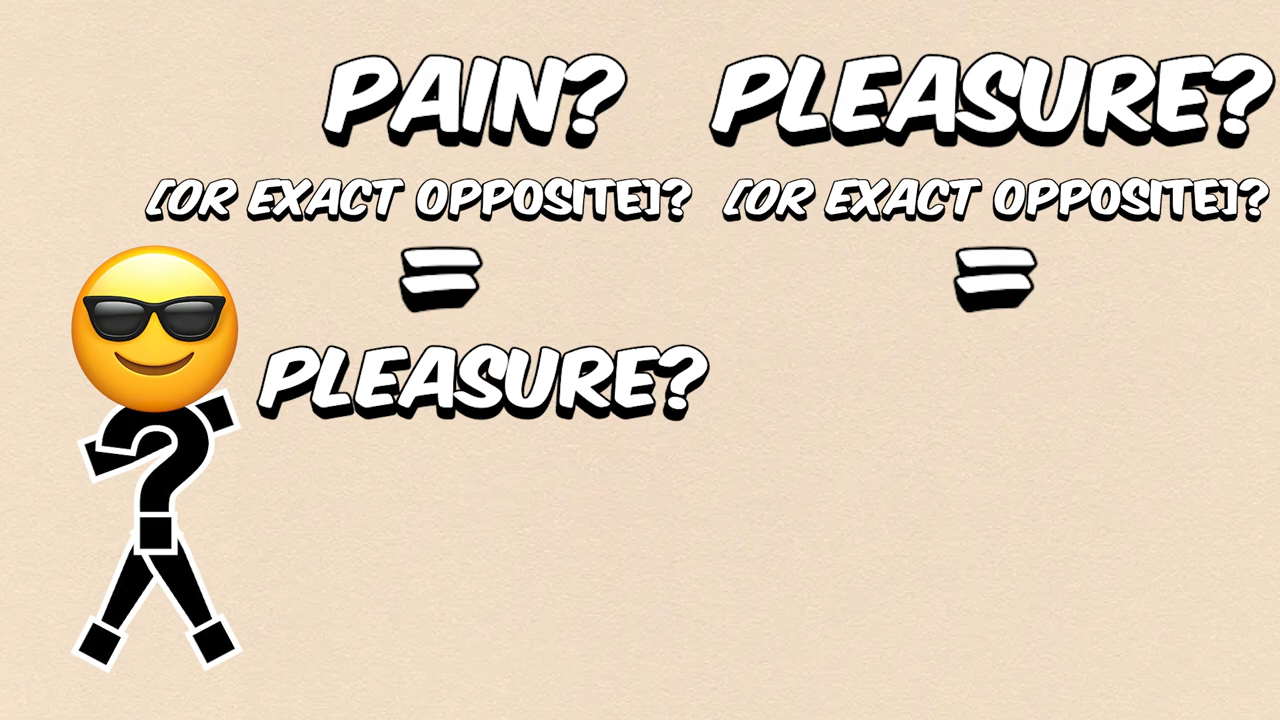 PAIN? PLEASURE?
[OR EXACT OPPOSITE]? [OR EXACT OPPOSITE]?
= =
PLEASURE?
?